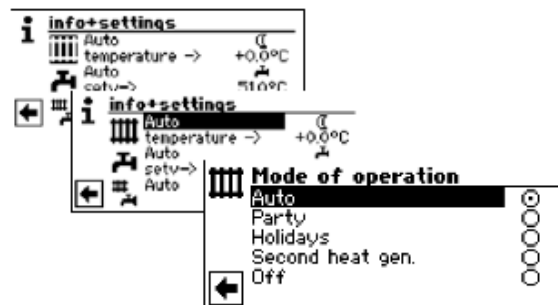 i info+settings
Auto
temperature -> +0.0°C
Auto
setv-> 51.0°C
i info+settings
Auto
temperature -> +0.0°C
Auto
setv->
Auto
Mode of operation
Auto
Party
Holidays
Second heat gen.
Off